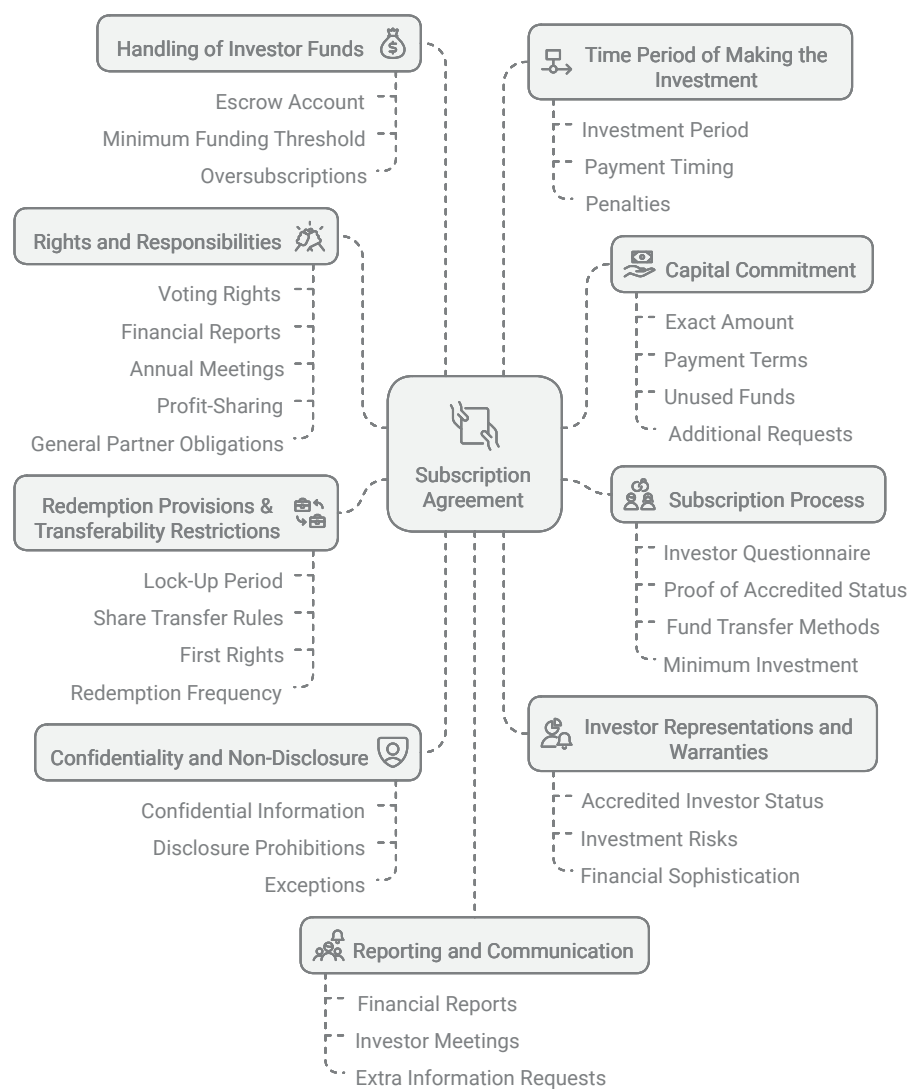 Handling of Investor Funds
Escrow Account
Minimum Funding Threshold
Oversubscriptions
Time Period of Making the
Investment
Investment Period
Payment Timing
Penalties
Rights and Responsibilities
Voting Rights
Financial Reports
Annual Meetings
Profit-Sharing
General Partner Obligations
Capital Commitment
Exact Amount
Payment Terms
Unused Funds
Additional Requests
Subscription
Agreement
Redemption Provisions &
Transferability Restrictions
Lock-Up Period
Share Transfer Rules
First Rights
Redemption Frequency
Subscription Process
Investor Questionnaire
Proof of Accredited Status
Fund Transfer Methods
Minimum Investment
Confidentiality and Non-Disclosure
Confidential Information
Disclosure Prohibitions
Exceptions
Investor Representations and
Warranties
Accredited Investor Status
Investment Risks
Financial Sophistication
Reporting and Communication
Financial Reports
Investor Meetings
Extra Information Requests